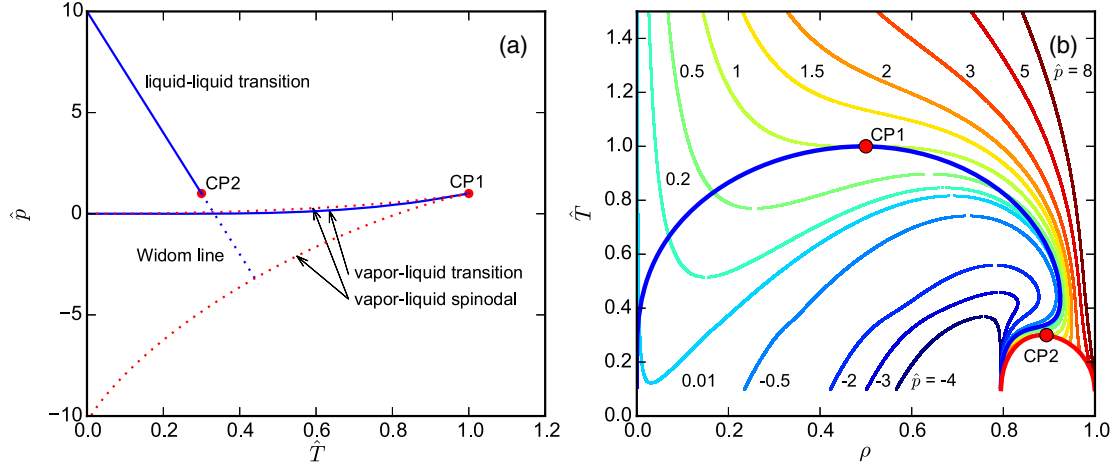 (a)
10
5
0
−5
−10
0.0
0.2
0.4
0.6
0.8
1.0
1.2
p̂
T̂
liquid-liquid transition
CP2
CP1
Widom line
vapor-liquid transition
vapor-liquid spinodal
(b)
1.4
1.2
1.0
0.8
0.6
0.4
0.2
0.0
0.0
0.2
0.4
0.6
0.8
1.0
T̂
ρ
0.5
1
1.5
2
3
5
p̂ = 8
CP1
0.2
CP2
0.01
-0.5
-2
-3
p̂ = -4